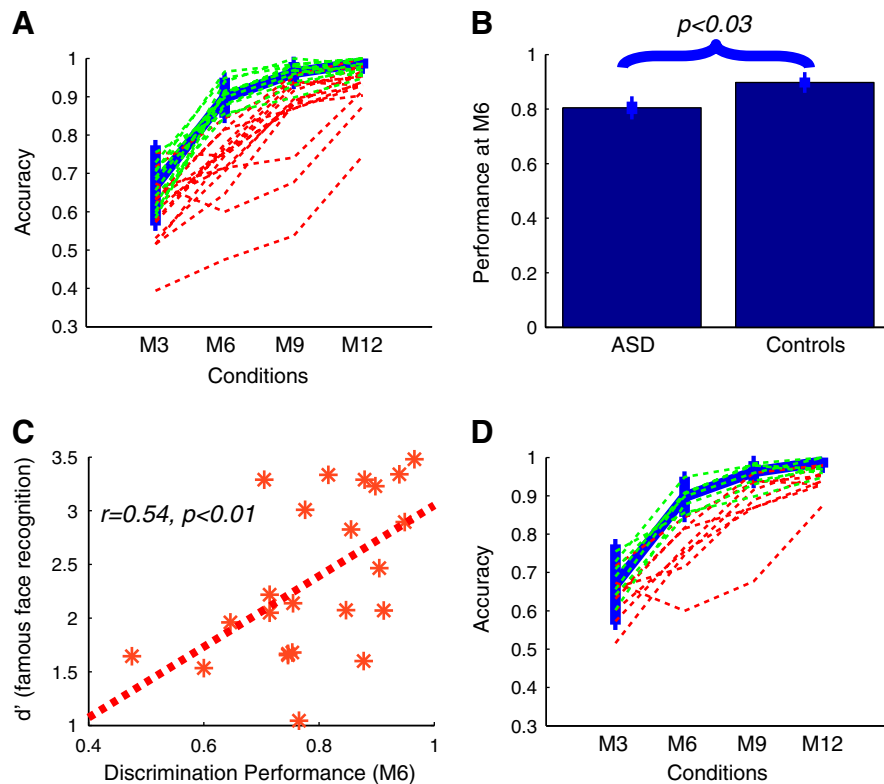 A
1
0.9
0.8
0.7
0.6
0.5
0.4
0.3
Accuracy
M3 M6 M9 M12
Conditions
B
p<0.03
1
0.8
0.6
0.4
0.2
0
Performance at M6
ASD Controls
C
3.5
3
2.5
2
1.5
1
d' (famous face recognition)
r=0.54, p<0.01
0.4 0.6 0.8 1
Discrimination Performance (M6)
D
1
0.9
0.8
0.7
0.6
0.5
0.4
0.3
Accuracy
M3 M6 M9 M12
Conditions